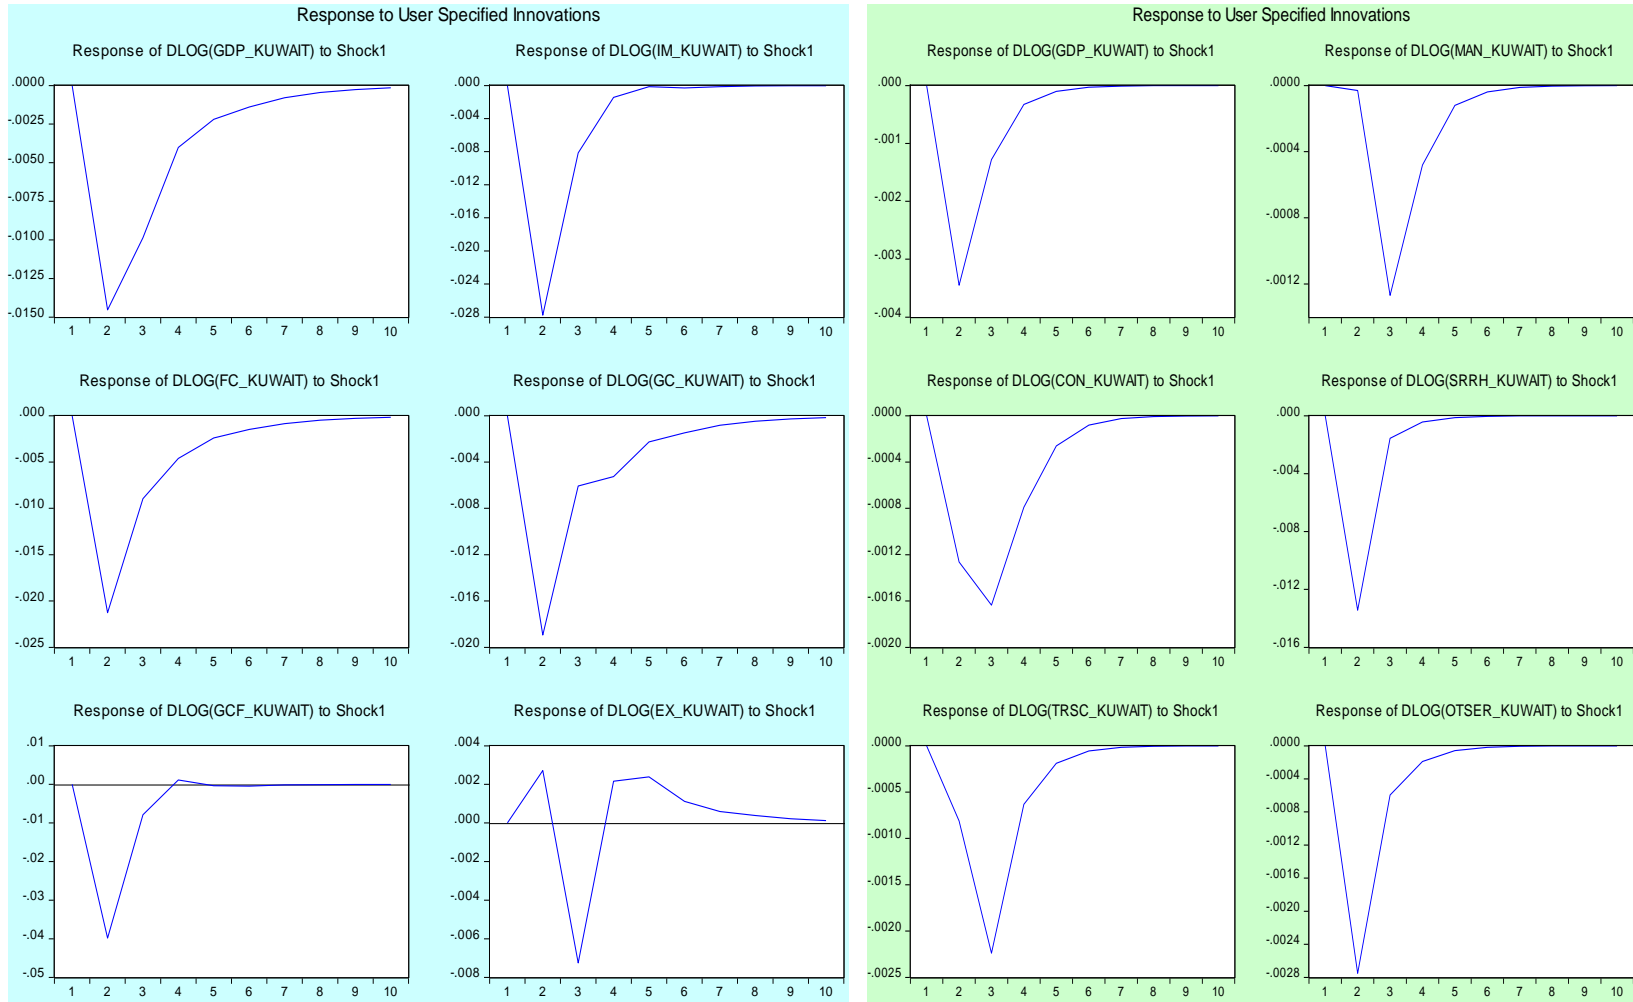 Response to User Specified Innovations
Response of DLOG(GDP_KUWAIT) to Shock1
.0000
-.0025
-.0050
-.0075
-.0100
-.0125
-.0150
1 2 3 4 5 6 7 8 9 10
Response of DLOG(IM_KUWAIT) to Shock1
.000
-.004
-.008
-.012
-.016
-.020
-.024
-.028
1 2 3 4 5 6 7 8 9 10
Response of DLOG(FC_KUWAIT) to Shock1
.000
-.005
-.010
-.015
-.020
-.025
1 2 3 4 5 6 7 8 9 10
Response of DLOG(GC_KUWAIT) to Shock1
.000
-.004
-.008
-.012
-.016
-.020
1 2 3 4 5 6 7 8 9 10
Response of DLOG(GCF_KUWAIT) to Shock1
.01
.00
-.01
-.02
-.03
-.04
-.05
1 2 3 4 5 6 7 8 9 10
Response of DLOG(EX_KUWAIT) to Shock1
.004
.002
.000
-.002
-.004
-.006
-.008
1 2 3 4 5 6 7 8 9 10
Response to User Specified Innovations
Response of DLOG(GDP_KUWAIT) to Shock1
.000
-.001
-.002
-.003
-.004
1 2 3 4 5 6 7 8 9 10
Response of DLOG(MAN_KUWAIT) to Shock1
.0000
-.0004
-.0008
-.0012
1 2 3 4 5 6 7 8 9 10
Response of DLOG(CON_KUWAIT) to Shock1
.0000
-.0004
-.0008
-.0012
-.0016
-.0020
1 2 3 4 5 6 7 8 9 10
Response of DLOG(SRRH_KUWAIT) to Shock1
.000
-.004
-.008
-.012
-.016
1 2 3 4 5 6 7 8 9 10
Response of DLOG(TRSC_KUWAIT) to Shock1
.0000
-.0005
-.0010
-.0015
-.0020
-.0025
1 2 3 4 5 6 7 8 9 10
Response of DLOG(OTSER_KUWAIT) to Shock1
.0000
-.0004
-.0008
-.0012
-.0016
-.0020
-.0024
-.0028
1 2 3 4 5 6 7 8 9 10